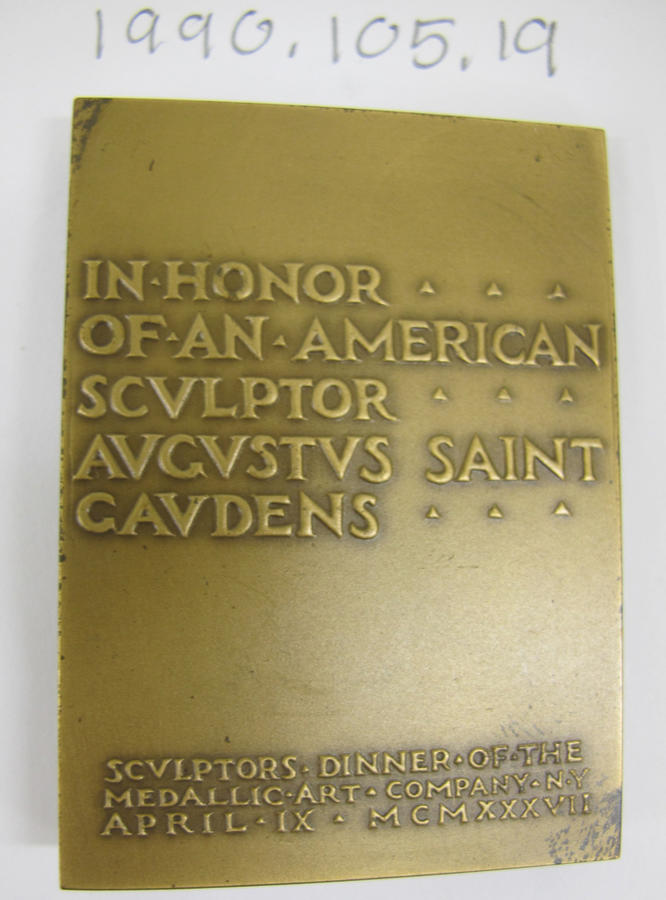 1990.105.19
IN·HONOR ▵ ▵ ▵
OF·AN·AMERICAN
SCVLPTOR ▵ ▵ ▵
AVGVSTVS SAINT
GAVDENS ▵ ▵ ▵
SCVLPTORS·DINNER·OF·THE
MEDALLIC·ART·COMPANY·N·Y
APRIL·IX·MCMXXXVII